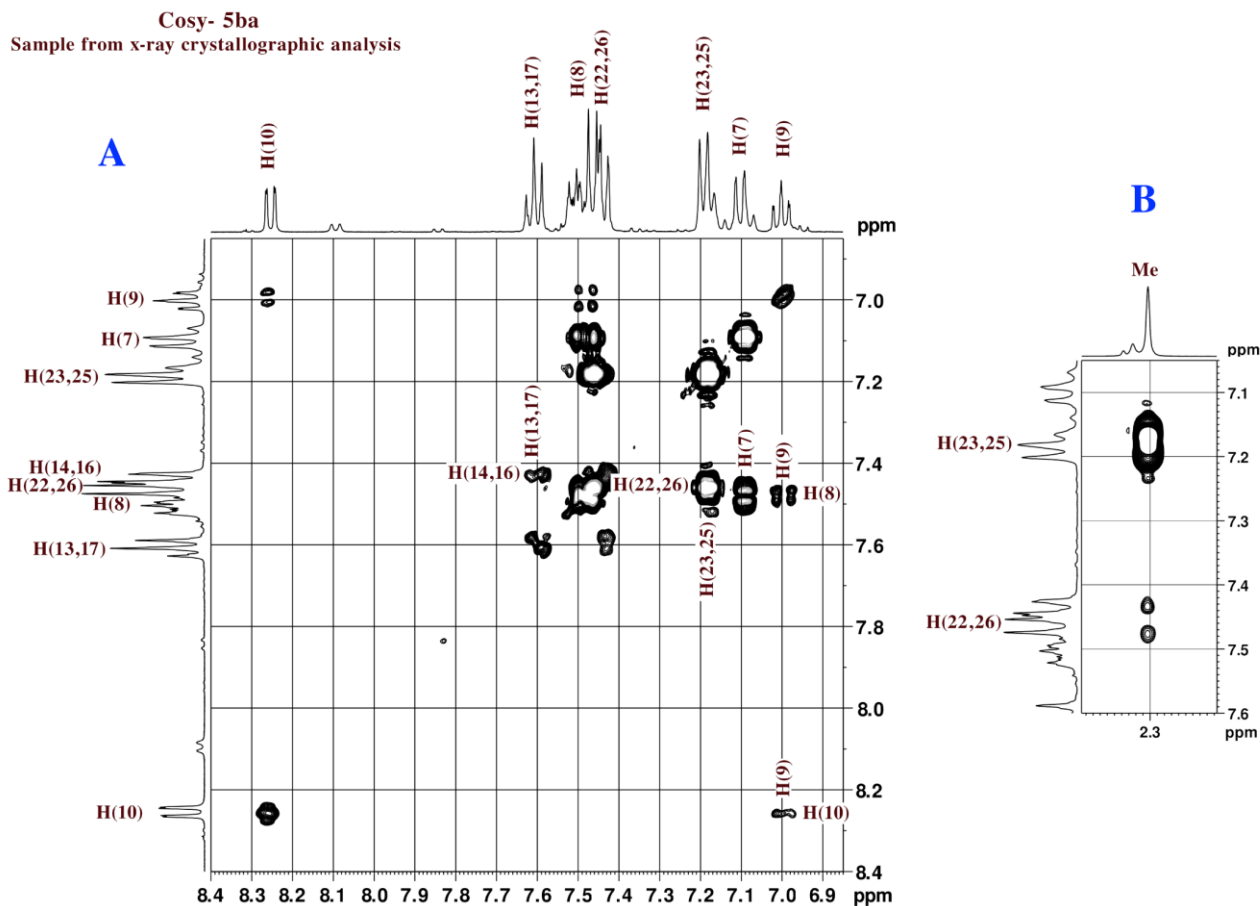 Cosy- 5ba
Sample from x-ray crystallographic analysis
A
H(10)
H(13,17)
H(8)
H(22,26)
H(23,25)
H(7)
H(9)
ppm
H(9)
H(7)
H(23,25)
H(14,16)
H(22,26)
H(8)
H(13,17)
H(10)
H(13,17)
H(14,16)
H(22,26)
H(23,25)
H(7)
H(9)
H(8)
H(9)
H(10)
7.0
7.2
7.4
7.6
7.8
8.0
8.2
8.4
8.4 8.3 8.2 8.1 8.0 7.9 7.8 7.7 7.6 7.5 7.4 7.3 7.2 7.1 7.0 6.9 ppm
B
Me
ppm
H(23,25)
H(22,26)
7.1
7.2
7.3
7.4
7.5
7.6
2.3
ppm